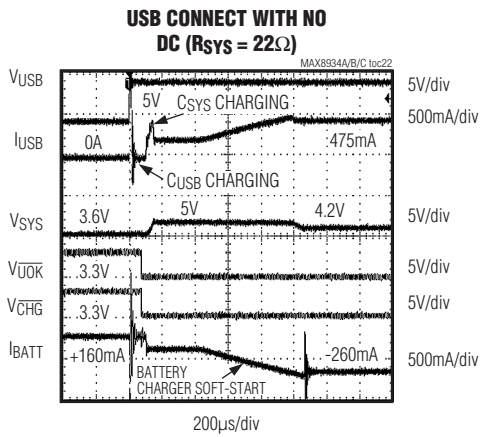 USB CONNECT WITH NO
DC (RSYS = 22Ω)
MAX8934A/B/C toc22
VUSB
5V
CSYS CHARGING
5V/div
500mA/div
IUSB
0A
475mA
CUSB CHARGING
VSYS
3.6V
5V
4.2V
5V/div
VUOK
3.3V
5V/div
VCHG
3.3V
5V/div
IBATT
+160mA
-260mA
500mA/div
BATTERY
CHARGER SOFT-START
200µs/div